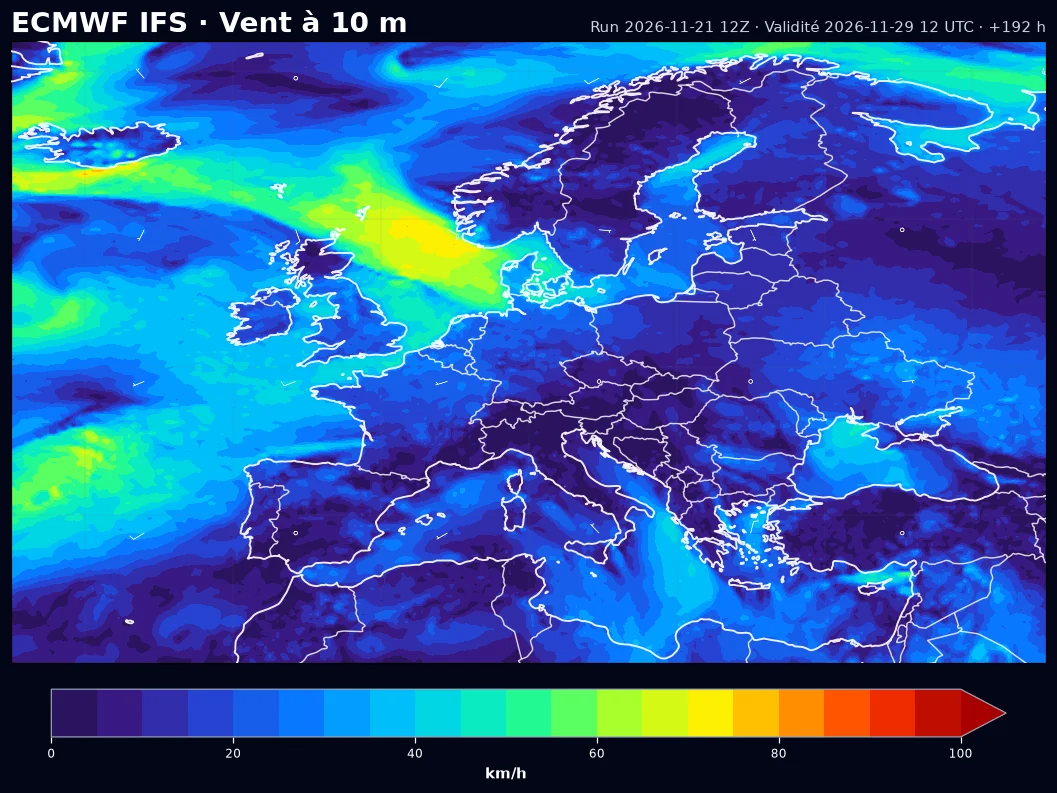 ECMWF IFS · Vent à 10 m
Run 2026-11-21 12Z · Validité 2026-11-29 12 UTC · +192 h
0 20 40 60 80 100
km/h